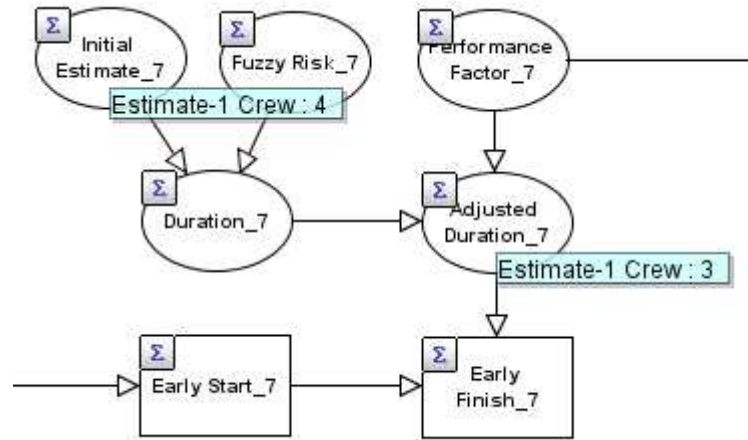 Σ
Initial
Estimate_7
Σ
Fuzzy Risk_7
Σ
Performance
Factor_7
Estimate-1 Crew : 4
Σ
Duration_7
Σ
Adjusted
Duration_7
Estimate-1 Crew : 3
Σ
Early Start_7
Σ
Early
Finish_7